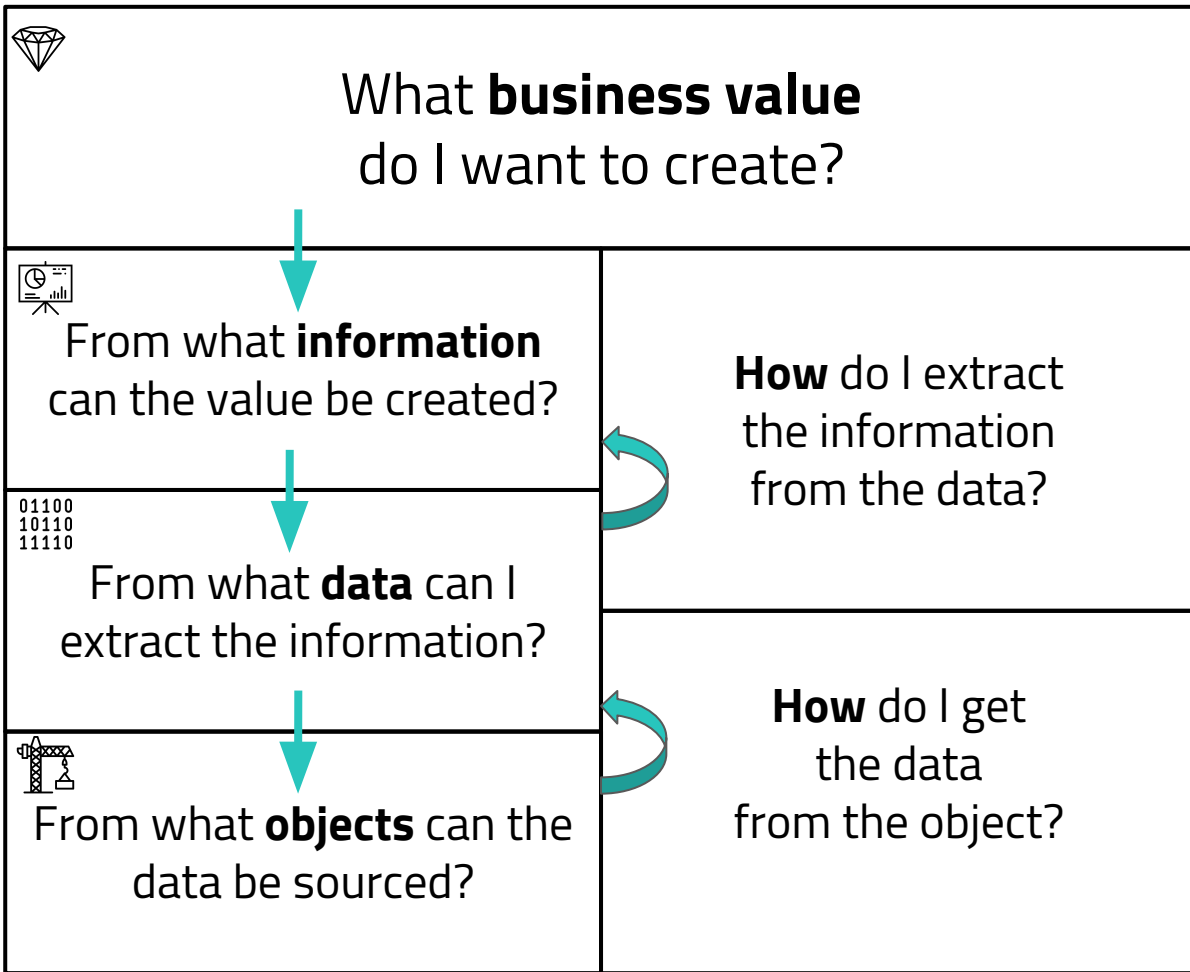 What business value
do I want to create?
From what information
can the value be created?
How do I extract
the information
from the data?
01100
10110
11110
From what data can I
extract the information?
How do I get
the data
from the object?
From what objects can the
data be sourced?